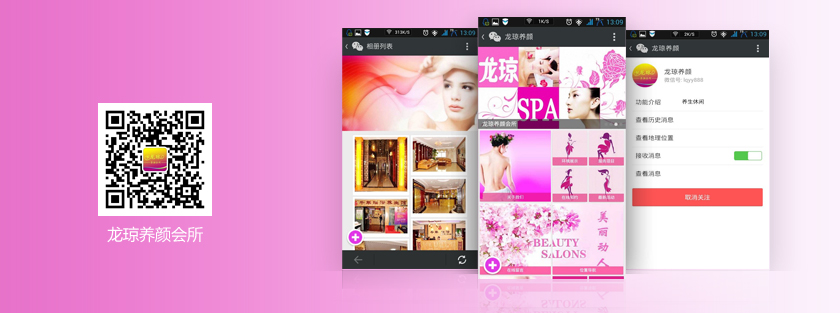 龙琼养颜会所
313K/S
13:09
相册列表
1K/S
13:09
龙琼养颜
龙琼
SPA
龙琼养颜会所
BEAUTY
SALONS
美丽动人
2K/S
13:09
龙琼养颜
龙琼养颜
微信号: lqyy888
功能介绍
养生休闲
查看历史消息
查看地理位置
接收消息
查看消息
取消关注